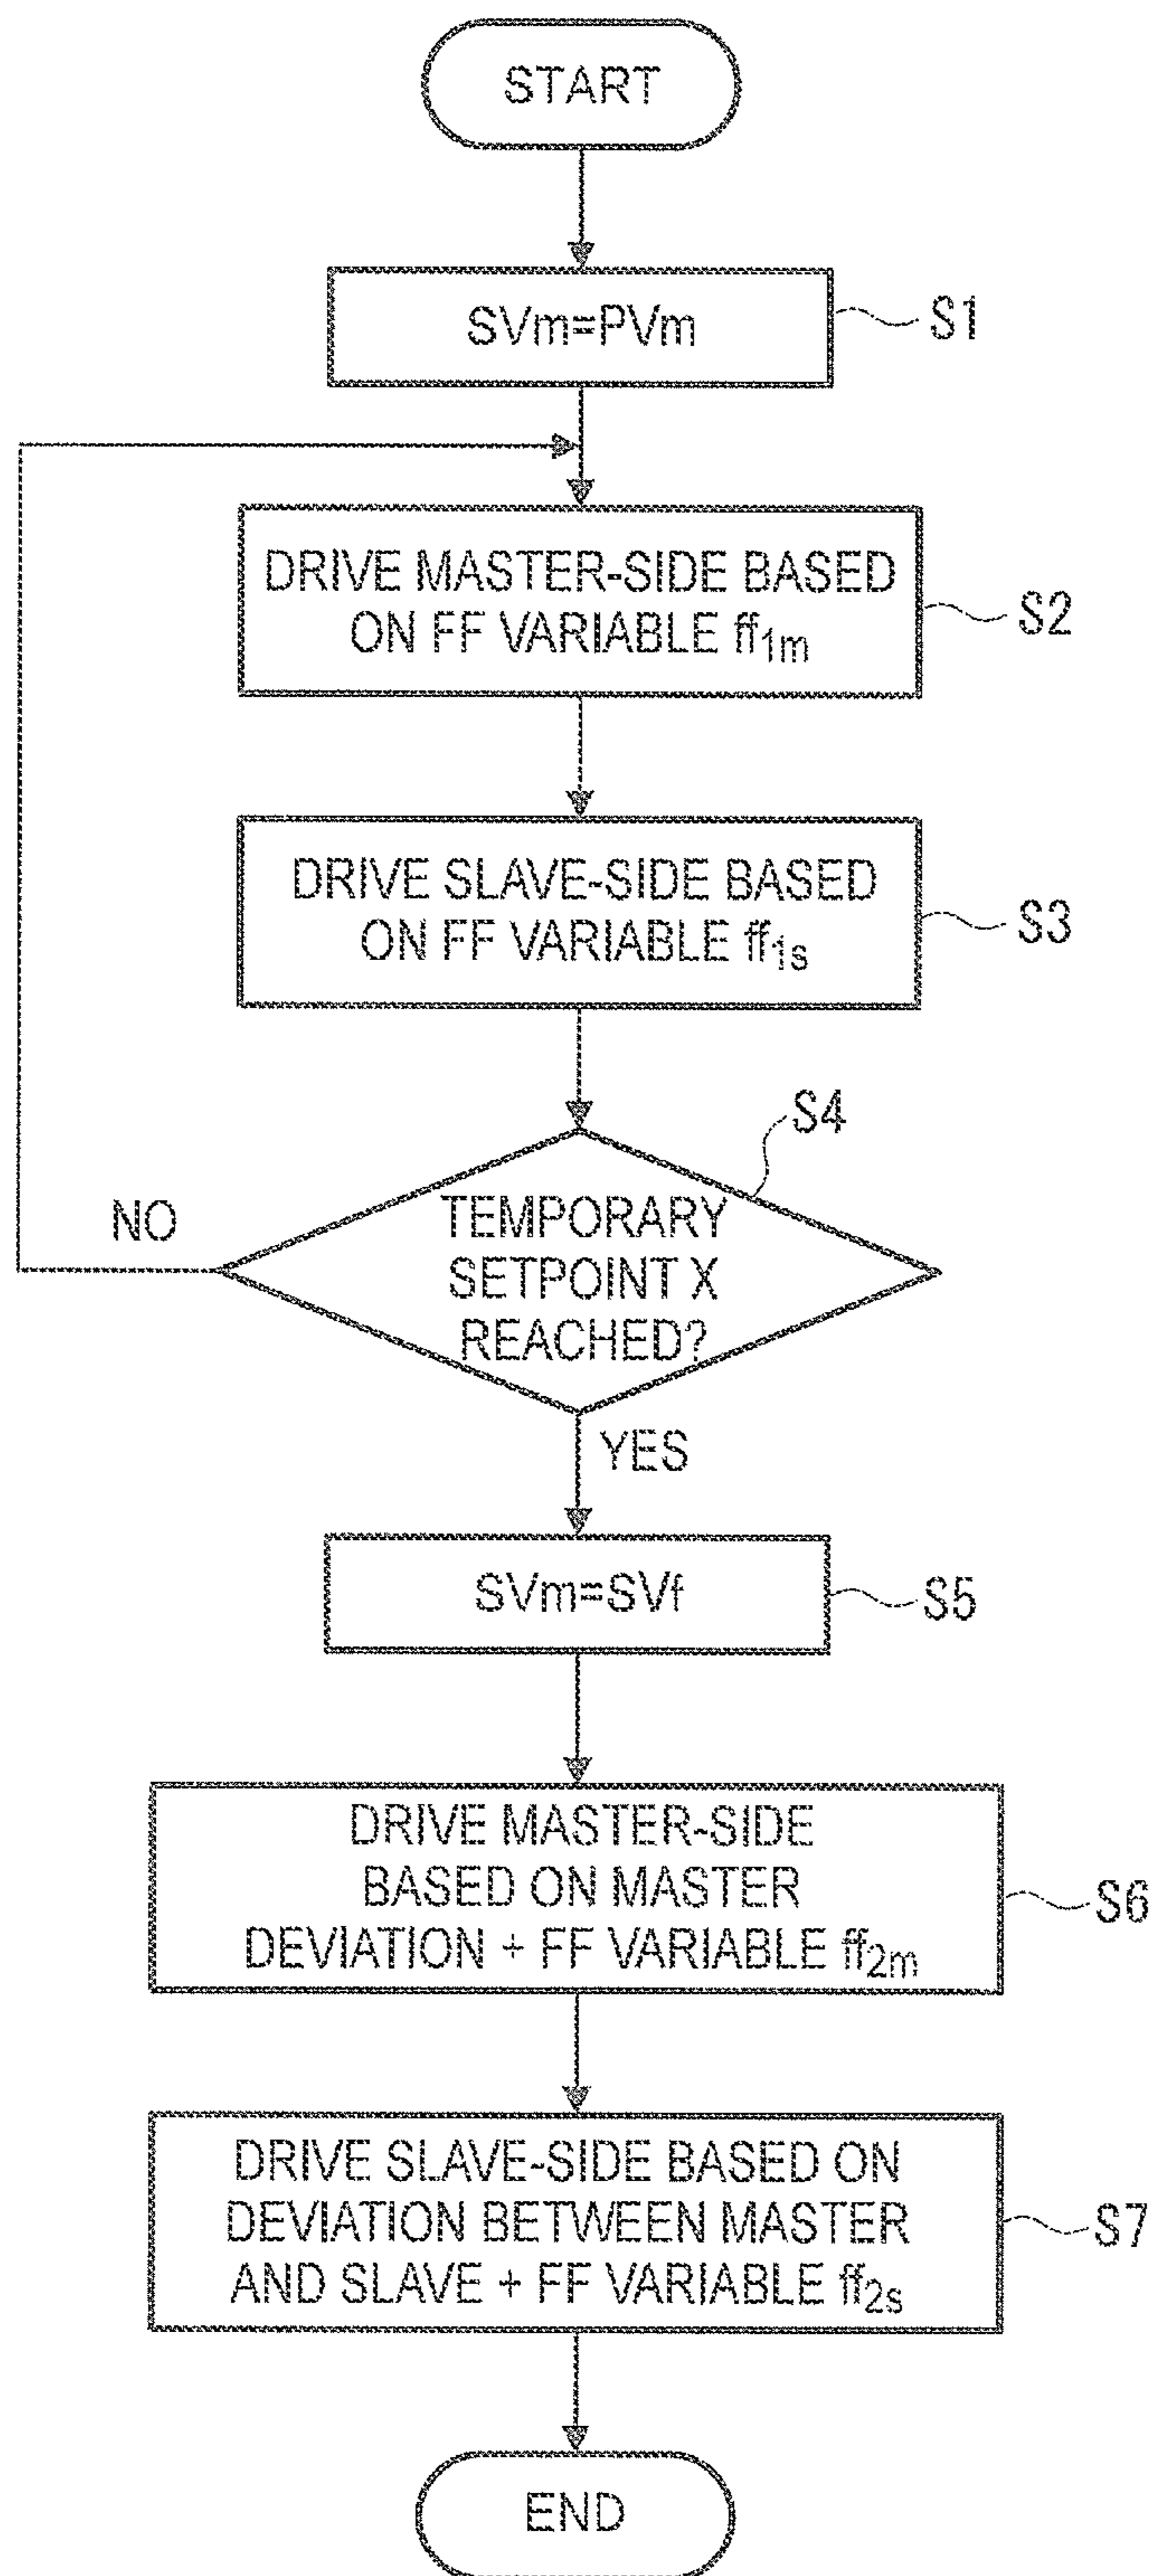 START
SVm=PVm
S1
DRIVE MASTER-SIDE BASED
ON FF VARIABLE ff1m
S2
DRIVE SLAVE-SIDE BASED
ON FF VARIABLE ff1s
S3
S4
TEMPORARY
SETPOINT X
REACHED?
NO
YES
SVm=SVf
S5
DRIVE MASTER-SIDE
BASED ON MASTER
DEVIATION + FF VARIABLE ff2m
S6
DRIVE SLAVE-SIDE BASED ON
DEVIATION BETWEEN MASTER
AND SLAVE + FF VARIABLE ff2s
S7
END